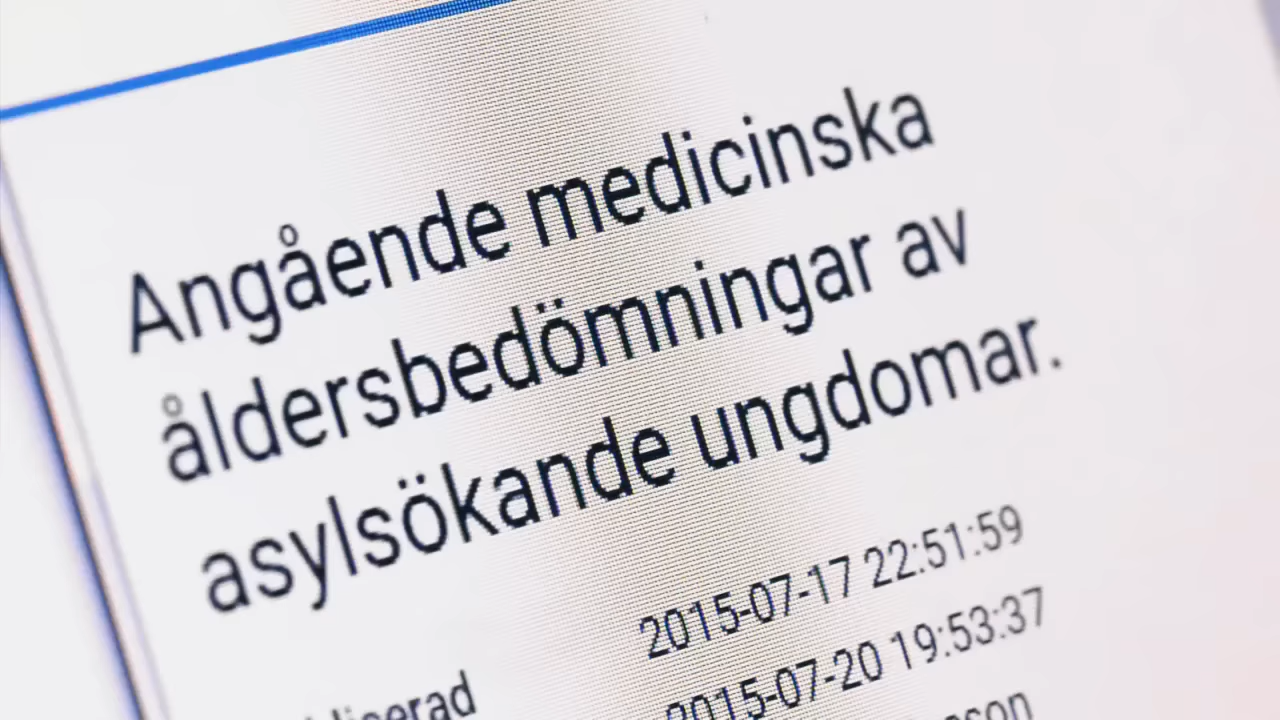 Angående medicinska
åldersbedömningar av
asylsökande ungdomar.
2015-07-17 22:51:59
2015-07-20 19:53:37